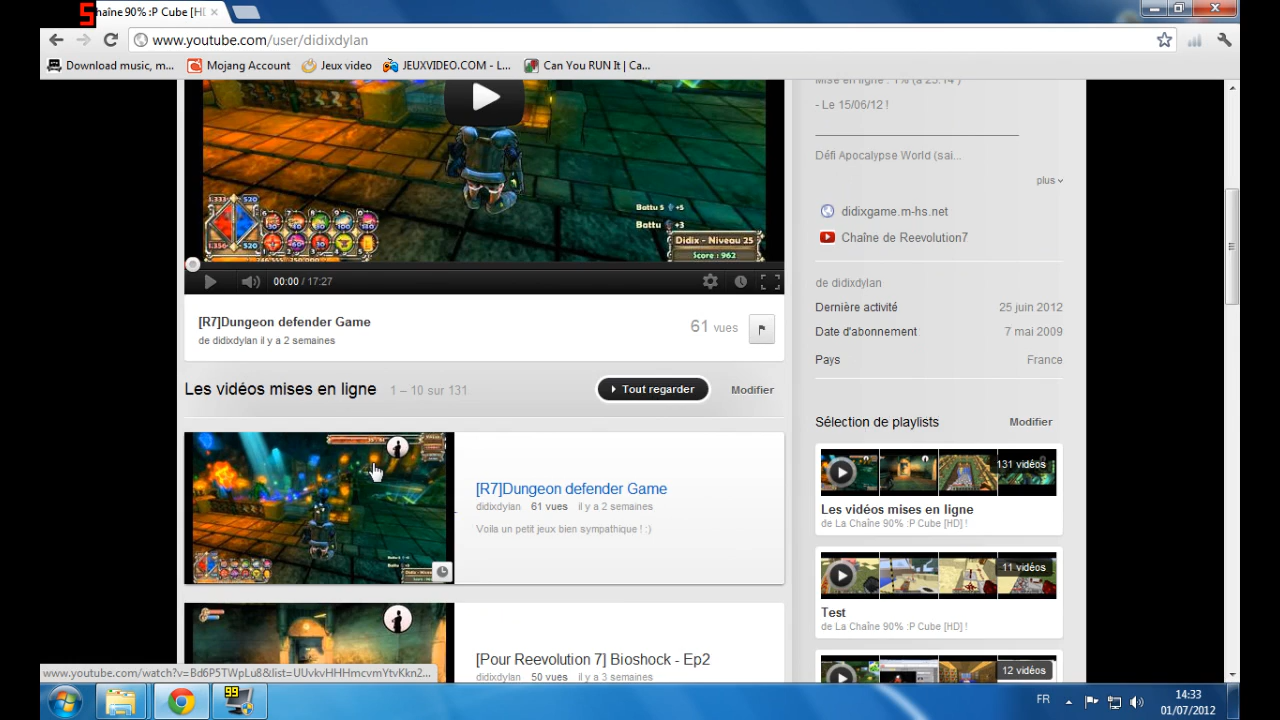 5
haîne 90% :P Cube [H
www.youtube.com/user/didixdylan
Download music, m...
Mojang Account
Jeux video
JEUXVIDEO.COM - L...
Can You RUN It | Ca...
- Le 15/06/12 !
Défi Apocalypse World (sai...
plus
didixgame.m-hs.net
Chaîne de Reevolution7
Battu 5 +5
Battu +3
Didix - Niveau 25
Score : 962
520
520
00:00 / 17:27
de didixdylan
Dernière activité 25 juin 2012
Date d'abonnement 7 mai 2009
Pays France
[R7]Dungeon defender Game
61 vues
de didixdylan il y a 2 semaines
Les vidéos mises en ligne 1 – 10 sur 131
Tout regarder
Modifier
Sélection de playlists Modifier
[R7]Dungeon defender Game
didixdylan 61 vues il y a 2 semaines
Voila un petit jeux bien sympathique ! :)
131 vidéos
Les vidéos mises en ligne
de La Chaîne 90% :P Cube [HD] !
11 vidéos
Test
de La Chaîne 90% :P Cube [HD] !
12 vidéos
[Pour Reevolution 7] Bioshock - Ep2
didixdylan 50 vues il y a 3 semaines
www.youtube.com/watch?v=Bd6P5TWpLu8&list=UUvkvHHHmcvmYtvKkn2...
99
FR
14:33
01/07/2012